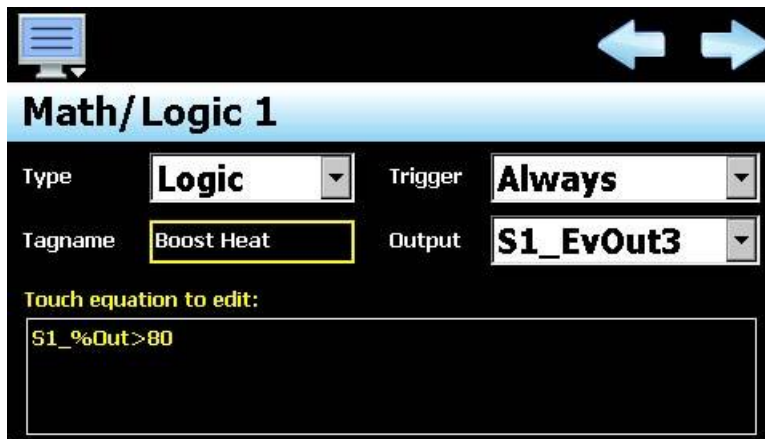 Math/Logic 1
Type Logic Trigger Always
Tagname Boost Heat Output S1_EvOut3
Touch equation to edit:
S1_%Out>80